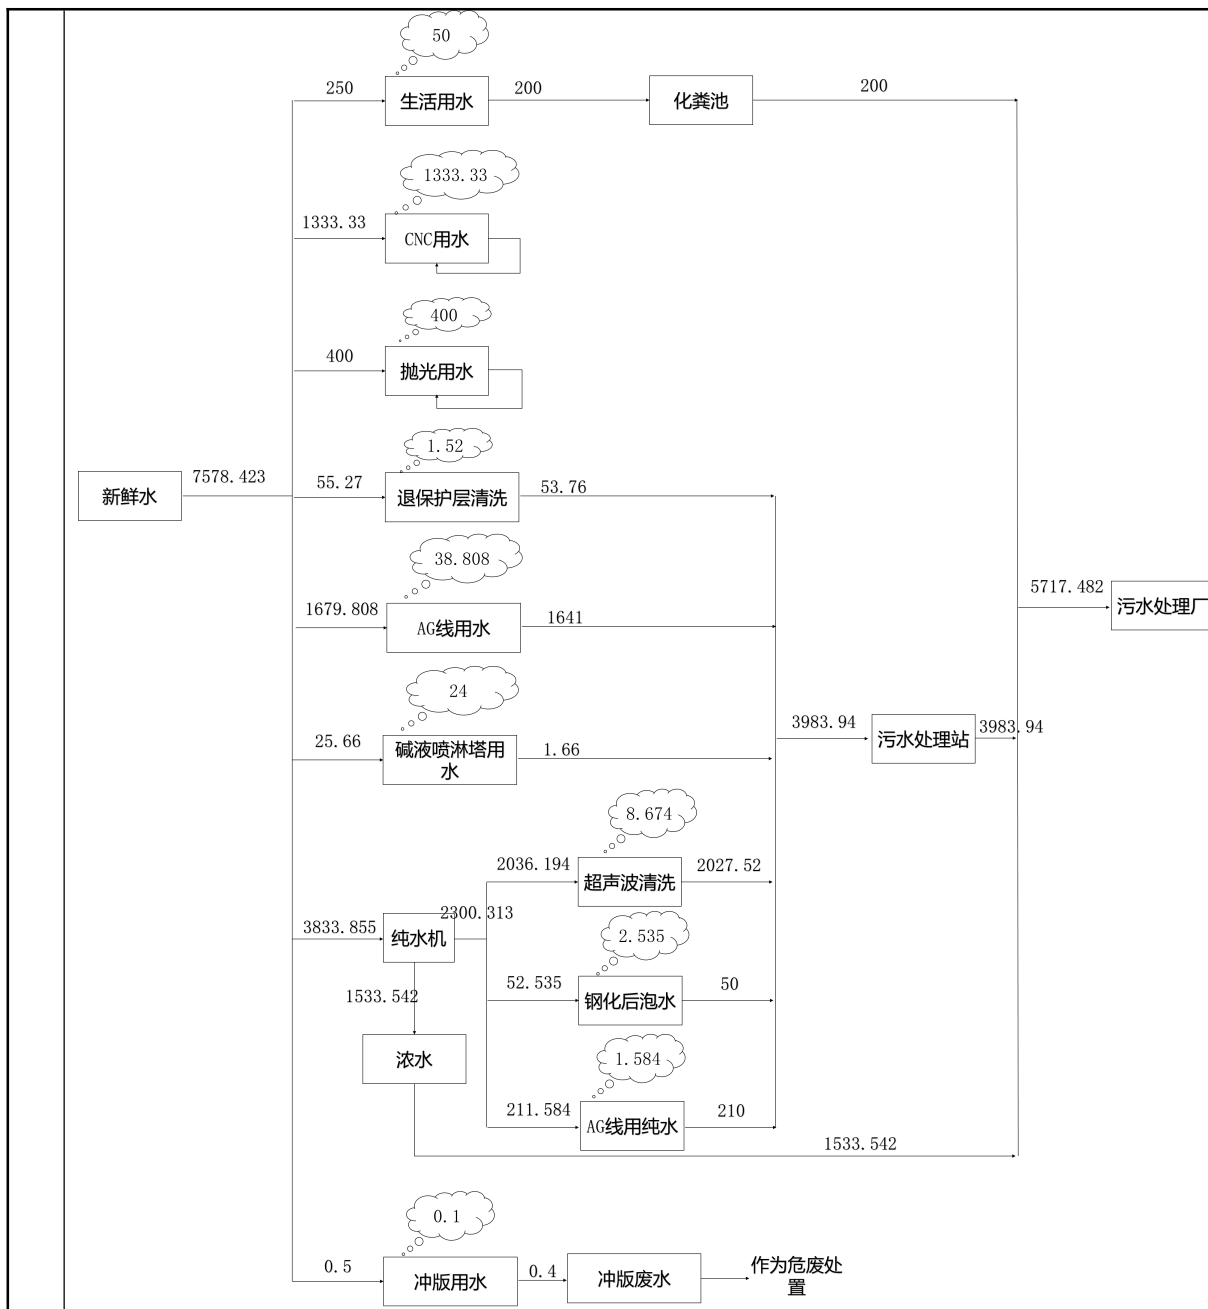 50
250
生活用水
200
化粪池
200
1333.33
1333.33
CNC用水
400
400
抛光用水
1.52
新鲜水
7578.423
55.27
退保护层清洗
53.76
38.808
1679.808
AG线用水
1641
5717.482
污水处理厂
24
25.66
碱液喷淋塔用
水
1.66
3983.94
污水处理站
3983.94
8.674
2036.194
超声波清洗
2027.52
3833.855
纯水机
2300.313
2.535
52.535
钢化后泡水
50
1533.542
浓水
1.584
211.584
AG线用纯水
210
1533.542
0.1
0.5
冲版用水
0.4
冲版废水
作为危废处
置